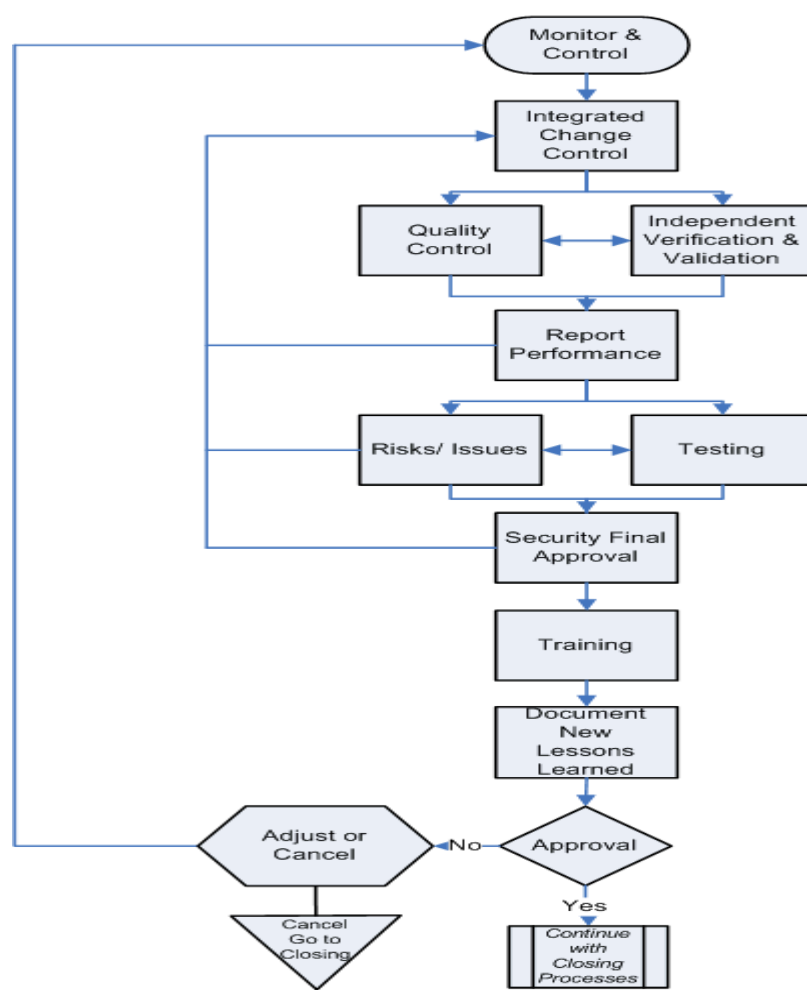 Monitor &
Control
Integrated
Change
Control
Quality
Control
Independent
Verification &
Validation
Report
Performance
Risks/ Issues
Testing
Security Final
Approval
Training
Document
New
Lessons
Learned
Adjust or
Cancel
No
Approval
Yes
Cancel
Go to
Closing
Continue
with
Closing
Processes